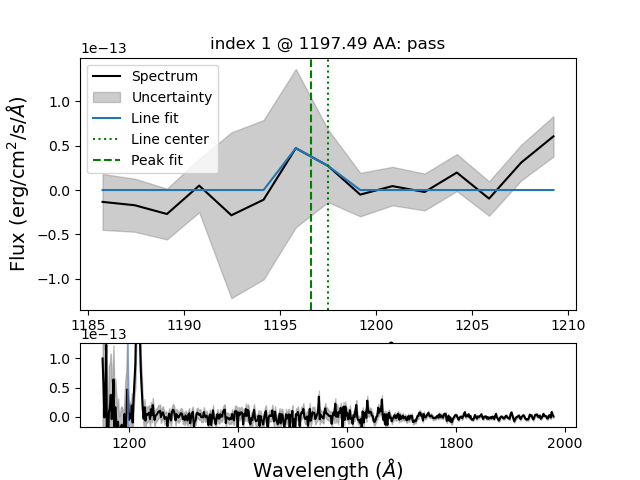 index 1 @ 1197.49 AA: pass
1e−13
Spectrum
Uncertainty
Line fit
Line center
Peak fit
1.0
0.5
0.0
−0.5
−1.0
Flux (erg/cm²/s/Å)
1185 1190 1195 1200 1205 1210
1e−13
1.0
0.5
0.0
1200 1400 1600 1800 2000
Wavelength (Å)